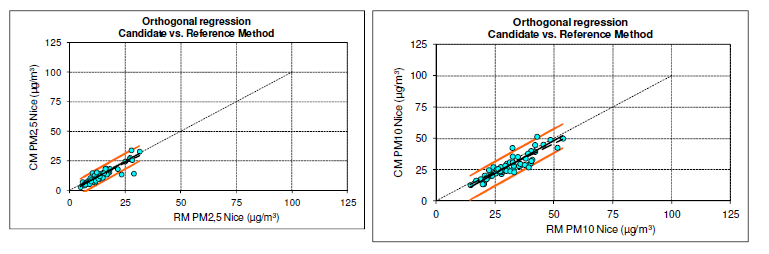 Orthogonal regression
Candidate vs. Reference Method
CM PM2,5 Nice (µg/m³)
125
100
75
50
25
0
0 25 50 75 100 125
RM PM2,5 Nice (µg/m³)
Orthogonal regression
Candidate vs. Reference Method
CM PM10 Nice (µg/m³)
125
100
75
50
25
0
0 25 50 75 100 125
RM PM10 Nice (µg/m³)